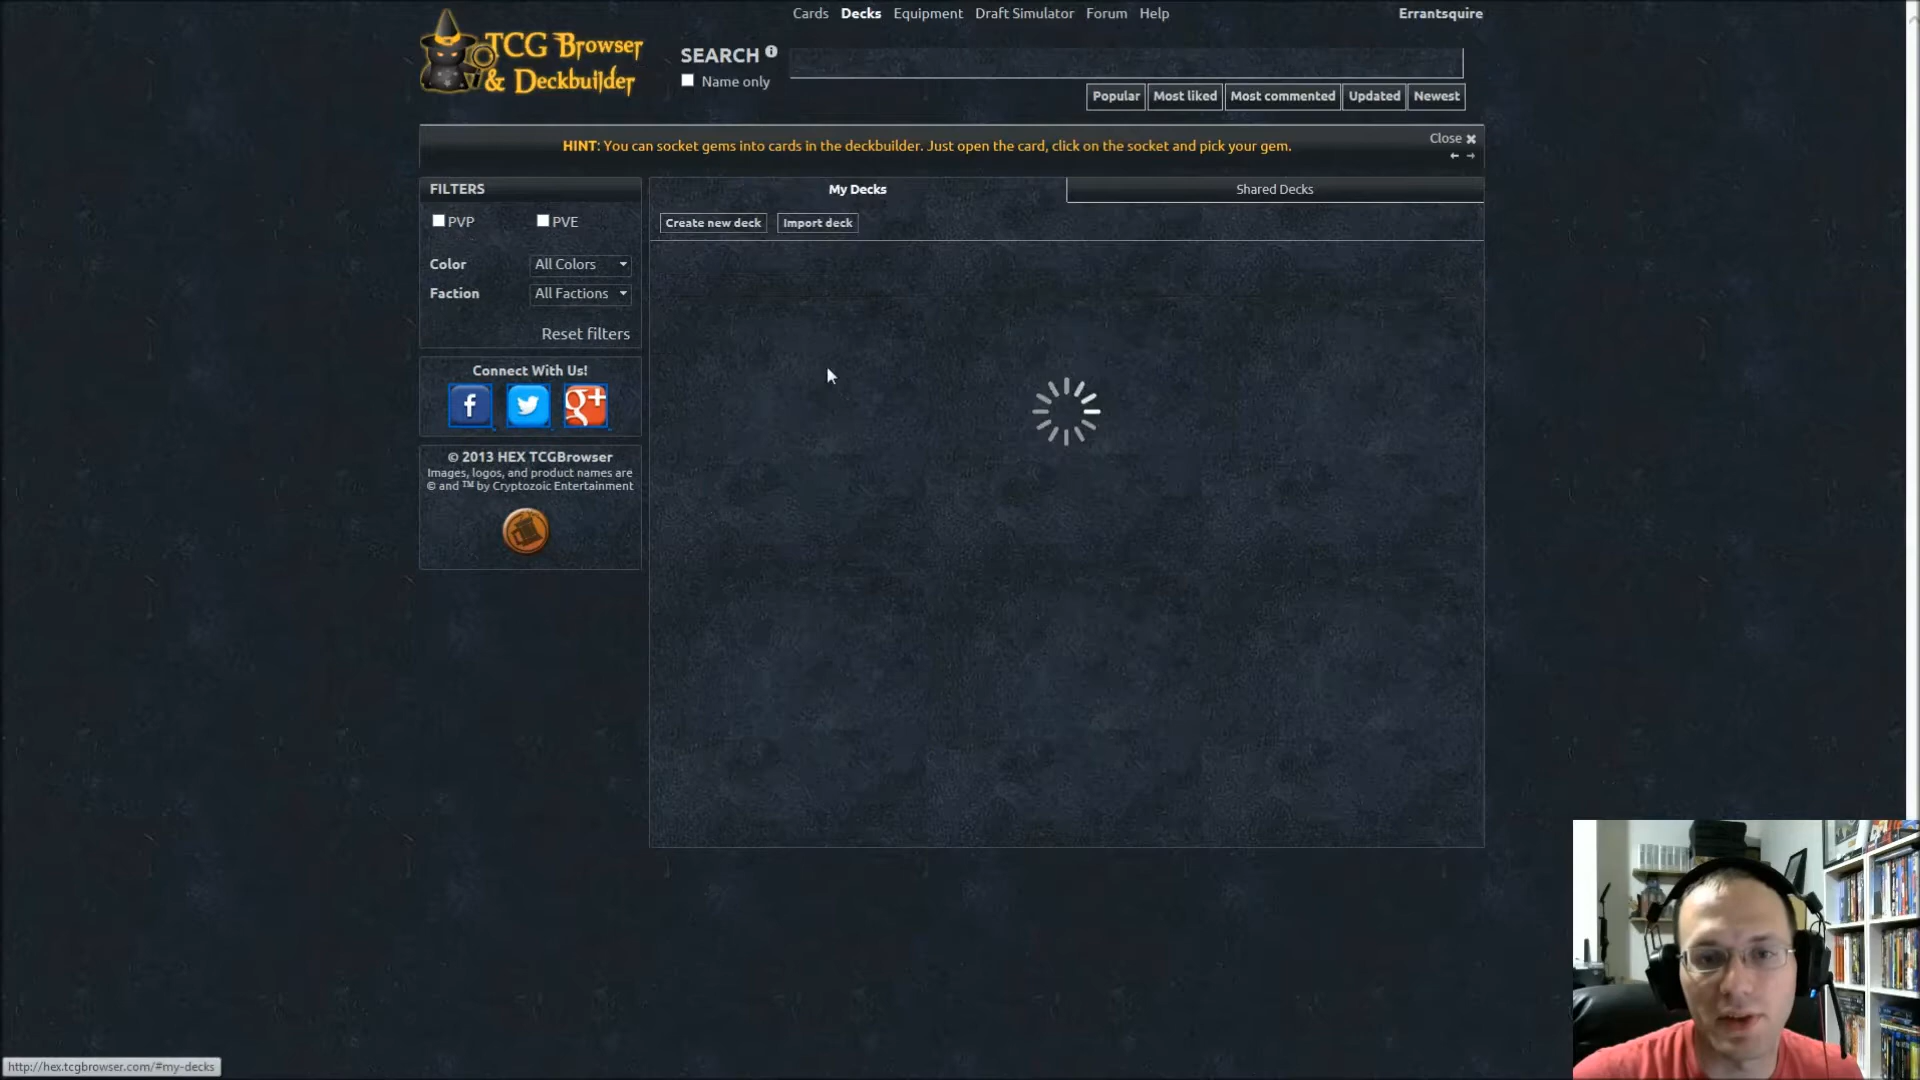 Cards Decks Equipment Draft Simulator Forum Help
Errantsquire
TCG Browser
& Deckbuilder
SEARCH
Name only
Popular Most liked Most commented Updated Newest
HINT: You can socket gems into cards in the deckbuilder. Just open the card, click on the socket and pick your gem.
Close
FILTERS
PVP PVE
Color All Colors
Faction All Factions
Reset filters
My Decks
Shared Decks
Create new deck Import deck
Connect With Us!
f
g+
© 2013 HEX TCGBrowser
Images, logos, and product names are
© and ™ by Cryptozoic Entertainment
http://hex.tcgbrowser.com/#my-decks